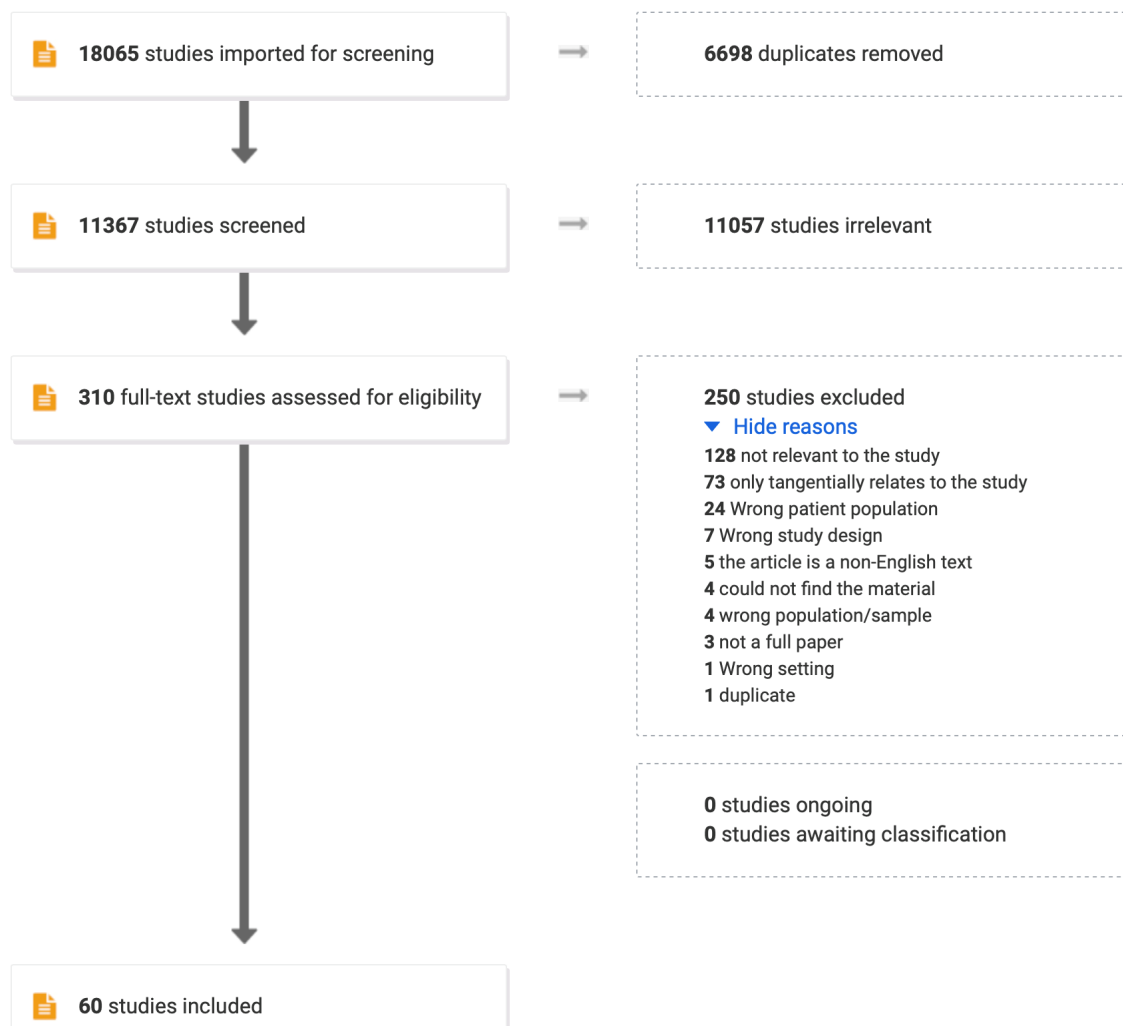 18065 studies imported for screening
6698 duplicates removed
11367 studies screened
11057 studies irrelevant
310 full-text studies assessed for eligibility
250 studies excluded
Hide reasons
128 not relevant to the study
73 only tangentially relates to the study
24 Wrong patient population
7 Wrong study design
5 the article is a non-English text
4 could not find the material
4 wrong population/sample
3 not a full paper
1 Wrong setting
1 duplicate
0 studies ongoing
0 studies awaiting classification
60 studies included